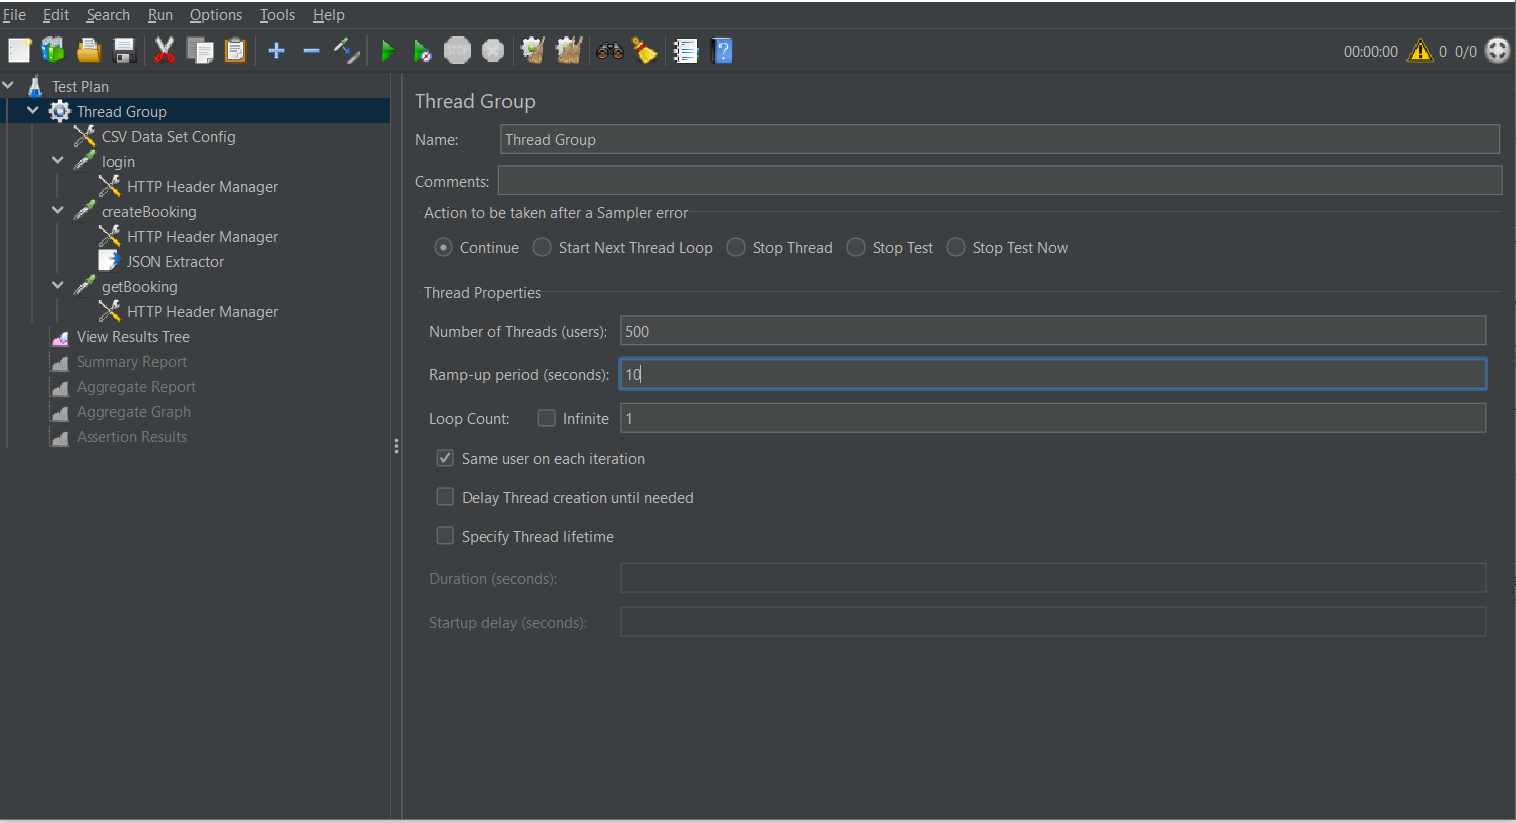 File Edit Search Run Options Tools Help
STOP
00:00:00 0 0/0
Test Plan
Thread Group
CSV Data Set Config
login
HTTP Header Manager
createBooking
HTTP Header Manager
JSON Extractor
getBooking
HTTP Header Manager
View Results Tree
Summary Report
Aggregate Report
Aggregate Graph
Assertion Results
Thread Group
Name: Thread Group
Comments:
Action to be taken after a Sampler error
Continue Start Next Thread Loop Stop Thread Stop Test Stop Test Now
Thread Properties
Number of Threads (users): 500
Ramp-up period (seconds): 10
Loop Count: Infinite 1
Same user on each iteration
Delay Thread creation until needed
Specify Thread lifetime
Duration (seconds):
Startup delay (seconds):